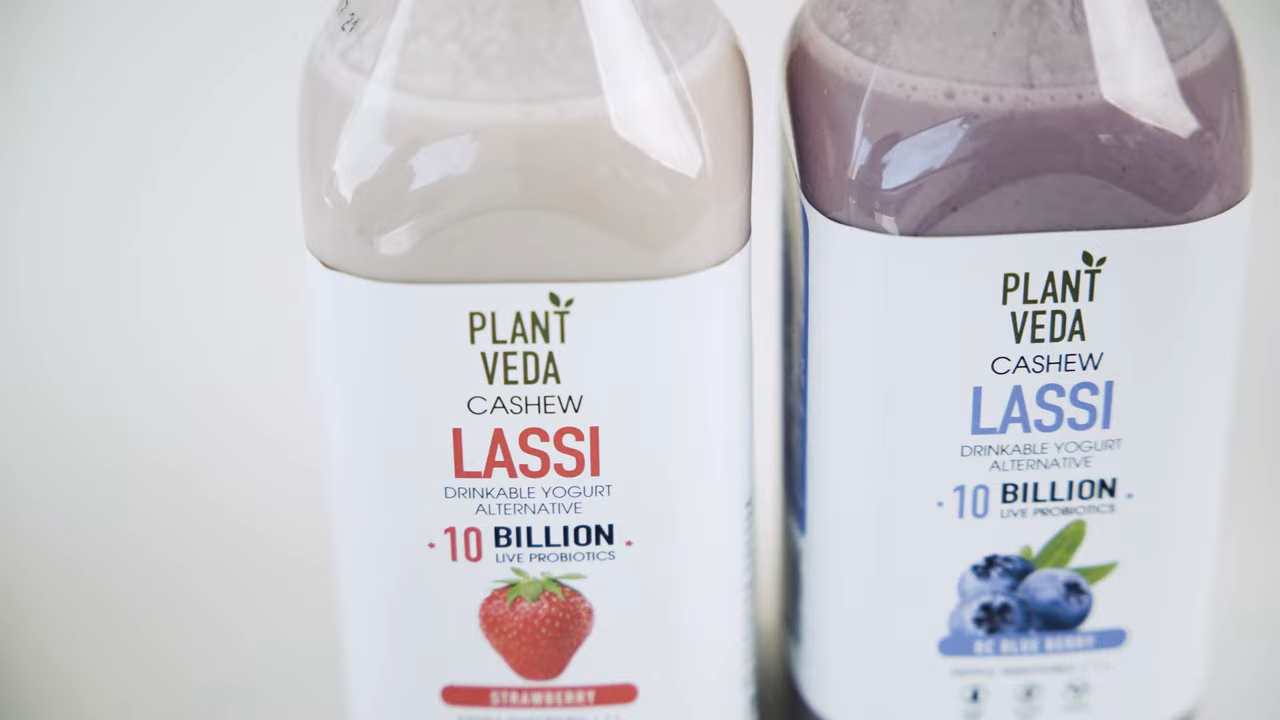 PLANT
VEDA
CASHEW
LASSI
DRINKABLE YOGURT
ALTERNATIVE
10 BILLION
LIVE PROBIOTICS
STRAWBERRY
PLANT
VEDA
CASHEW
LASSI
DRINKABLE YOGURT
ALTERNATIVE
10 BILLION
LIVE PROBIOTICS
BC BLUE BERRY